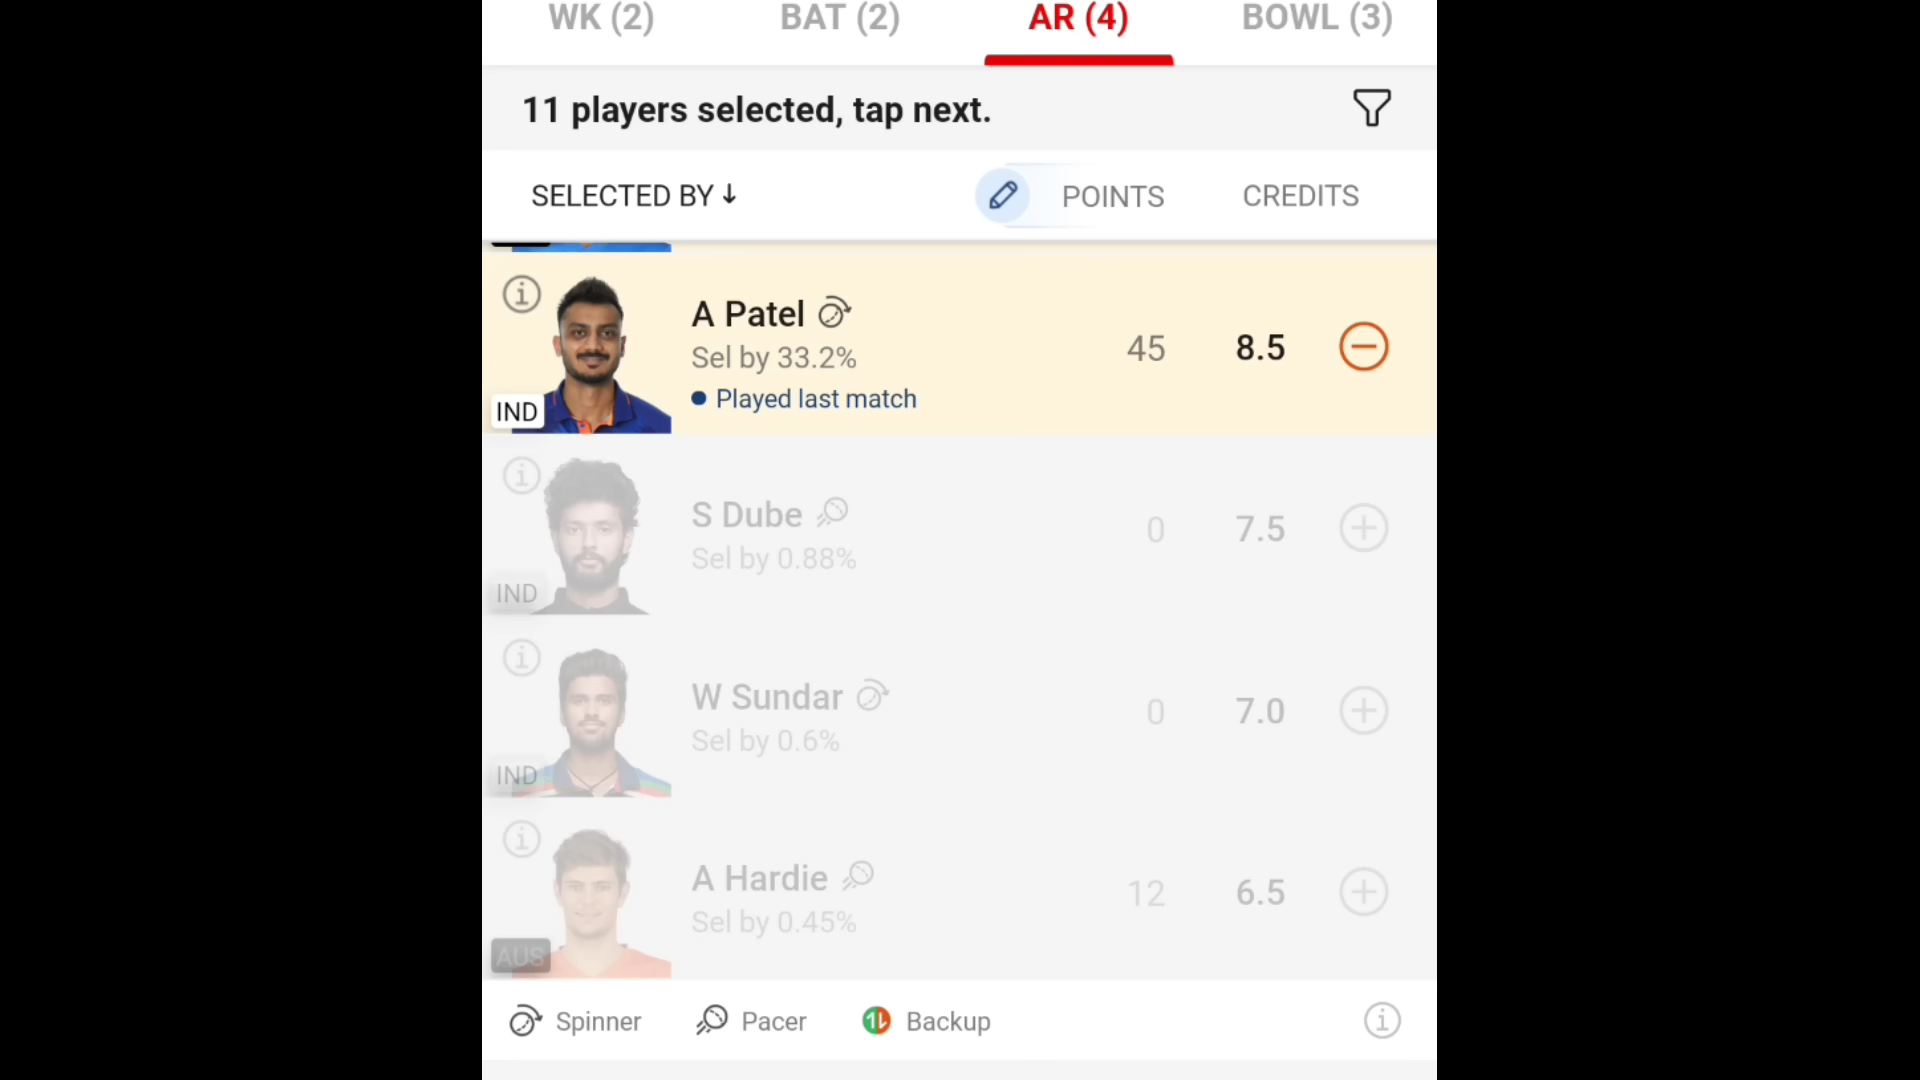 WK (2) BAT (2) AR (4) BOWL (3)
11 players selected, tap next.
SELECTED BY↓ POINTS CREDITS
A Patel
Sel by 33.2%
45 8.5
• Played last match
IND
S Dube
Sel by 0.88%
0 7.5
IND
W Sundar
Sel by 0.6%
0 7.0
IND
A Hardie
Sel by 0.45%
12 6.5
AUS
Spinner Pacer Backup